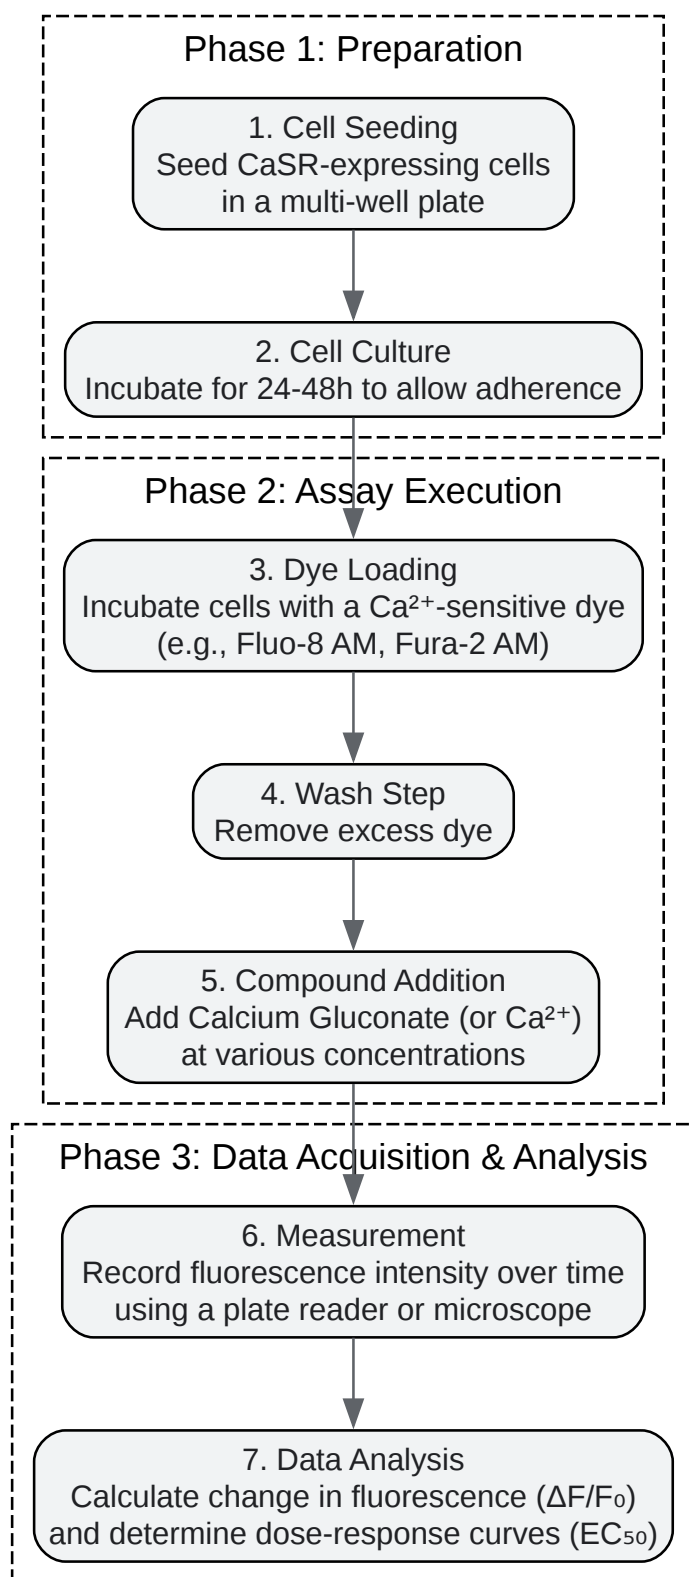 Phase 1: Preparation
1. Cell Seeding
Seed CaSR-expressing cells
in a multi-well plate
2. Cell Culture
Incubate for 24-48h to allow adherence
Phase 2: Assay Execution
3. Dye Loading
Incubate cells with a Ca²⁺-sensitive dye
(e.g., Fluo-8 AM, Fura-2 AM)
4. Wash Step
Remove excess dye
5. Compound Addition
Add Calcium Gluconate (or Ca²⁺)
at various concentrations
Phase 3: Data Acquisition & Analysis
6. Measurement
Record fluorescence intensity over time
using a plate reader or microscope
7. Data Analysis
Calculate change in fluorescence (ΔF/F₀)
and determine dose-response curves (EC₅₀)